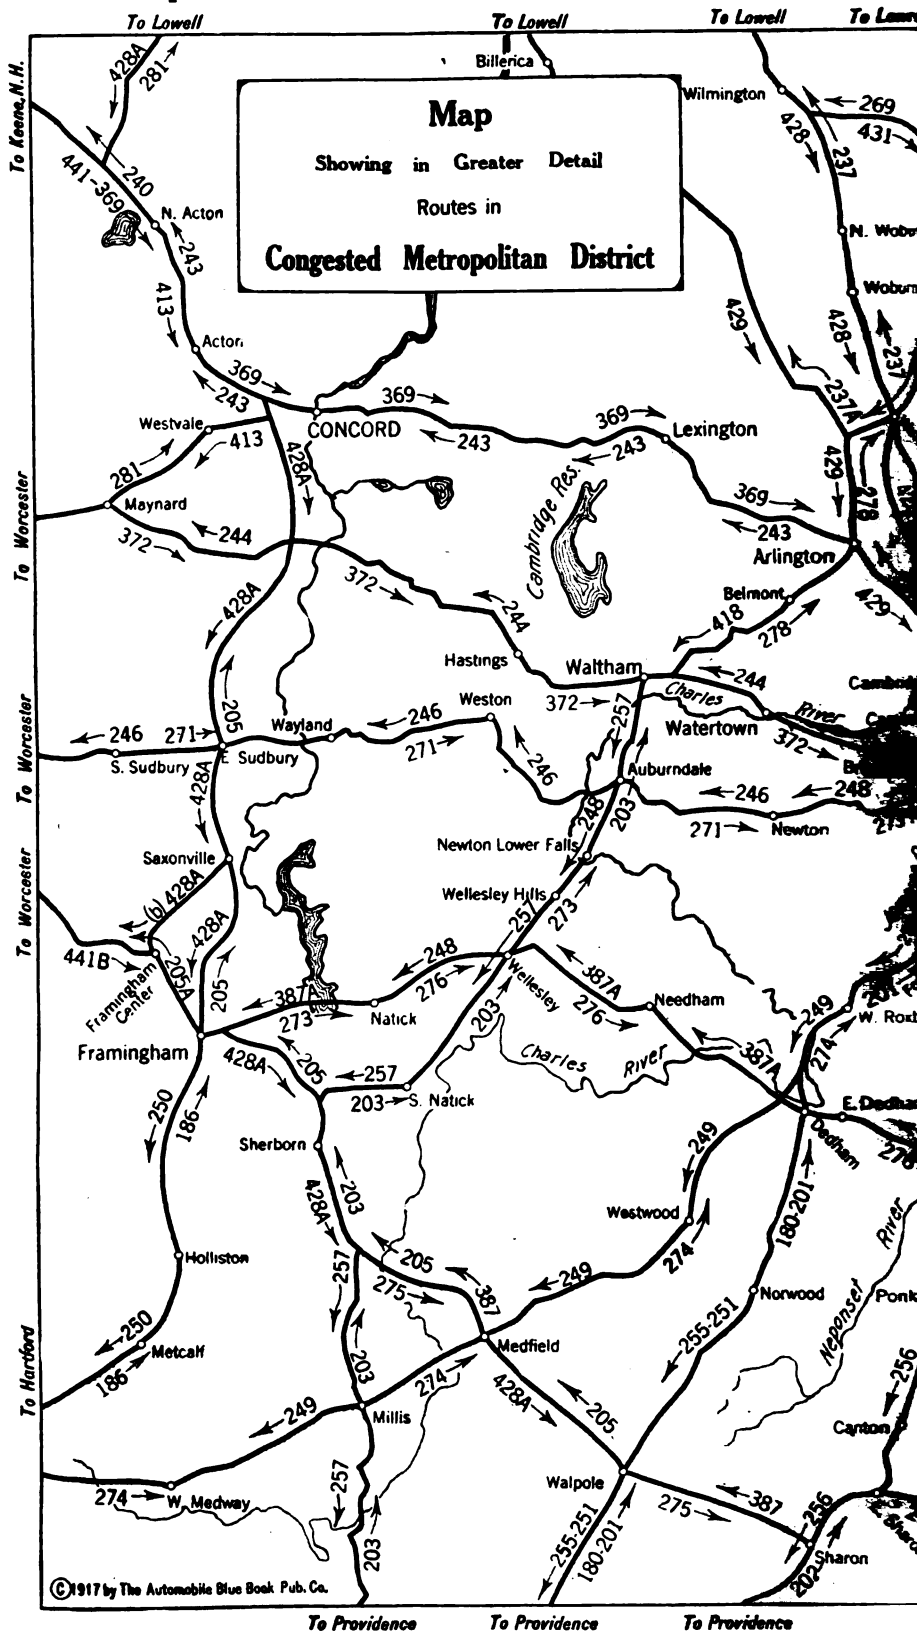 To Lowell
To Lowell
To Lowell
Billerica
Wilmington
To Keene, N.H.
428A
281
Map
Showing in Greater Detail
Routes in
Congested Metropolitan District
269
431
428
237
240
441-369
N. Acton
243
413
Acton
369
243
429
428
237
237A
Westvale
413
CONCORD
369
243
369
243
Lexington
281
428A
Maynard
To Worcester
372
244
Cambridge Res.
369
243
429
278
Arlington
372
244
Belmont
418
278
429
428A
205
Hastings
Waltham
372
257
244
Charles
River
Watertown
372
To Worcester
246
271
S. Sudbury
E. Sudbury
Wayland
246
271
Weston
246
Auburndale
428A
248
203
246
248
271
Newton
Saxonville
Newton Lower Falls
Wellesley Hills
To Worcester
(b) 428A
428A
441B
205A
Framingham
Center
205
257
273
248
276
Wellesley
387A
273
Natick
387A
276
Needham
249
274
Framingham
428A
205
257
203
S. Natick
203
Charles
River
387A
E. Dedham
Dedham
250
186
Sherborn
203
428A
249
Westwood
274
180-201
River
Neponset
Holliston
257
205
275
387
249
Norwood
255-251
To Hartford
250
186
Metcalf
203
274
Medfield
428A
205
256
Canton
249
Millis
274
W. Medway
257
203
Walpole
275
387
255-251
180-201
256
202
Sharon
© 1917 by The Automobile Blue Book Pub. Co.
To Providence
To Providence
To Providence